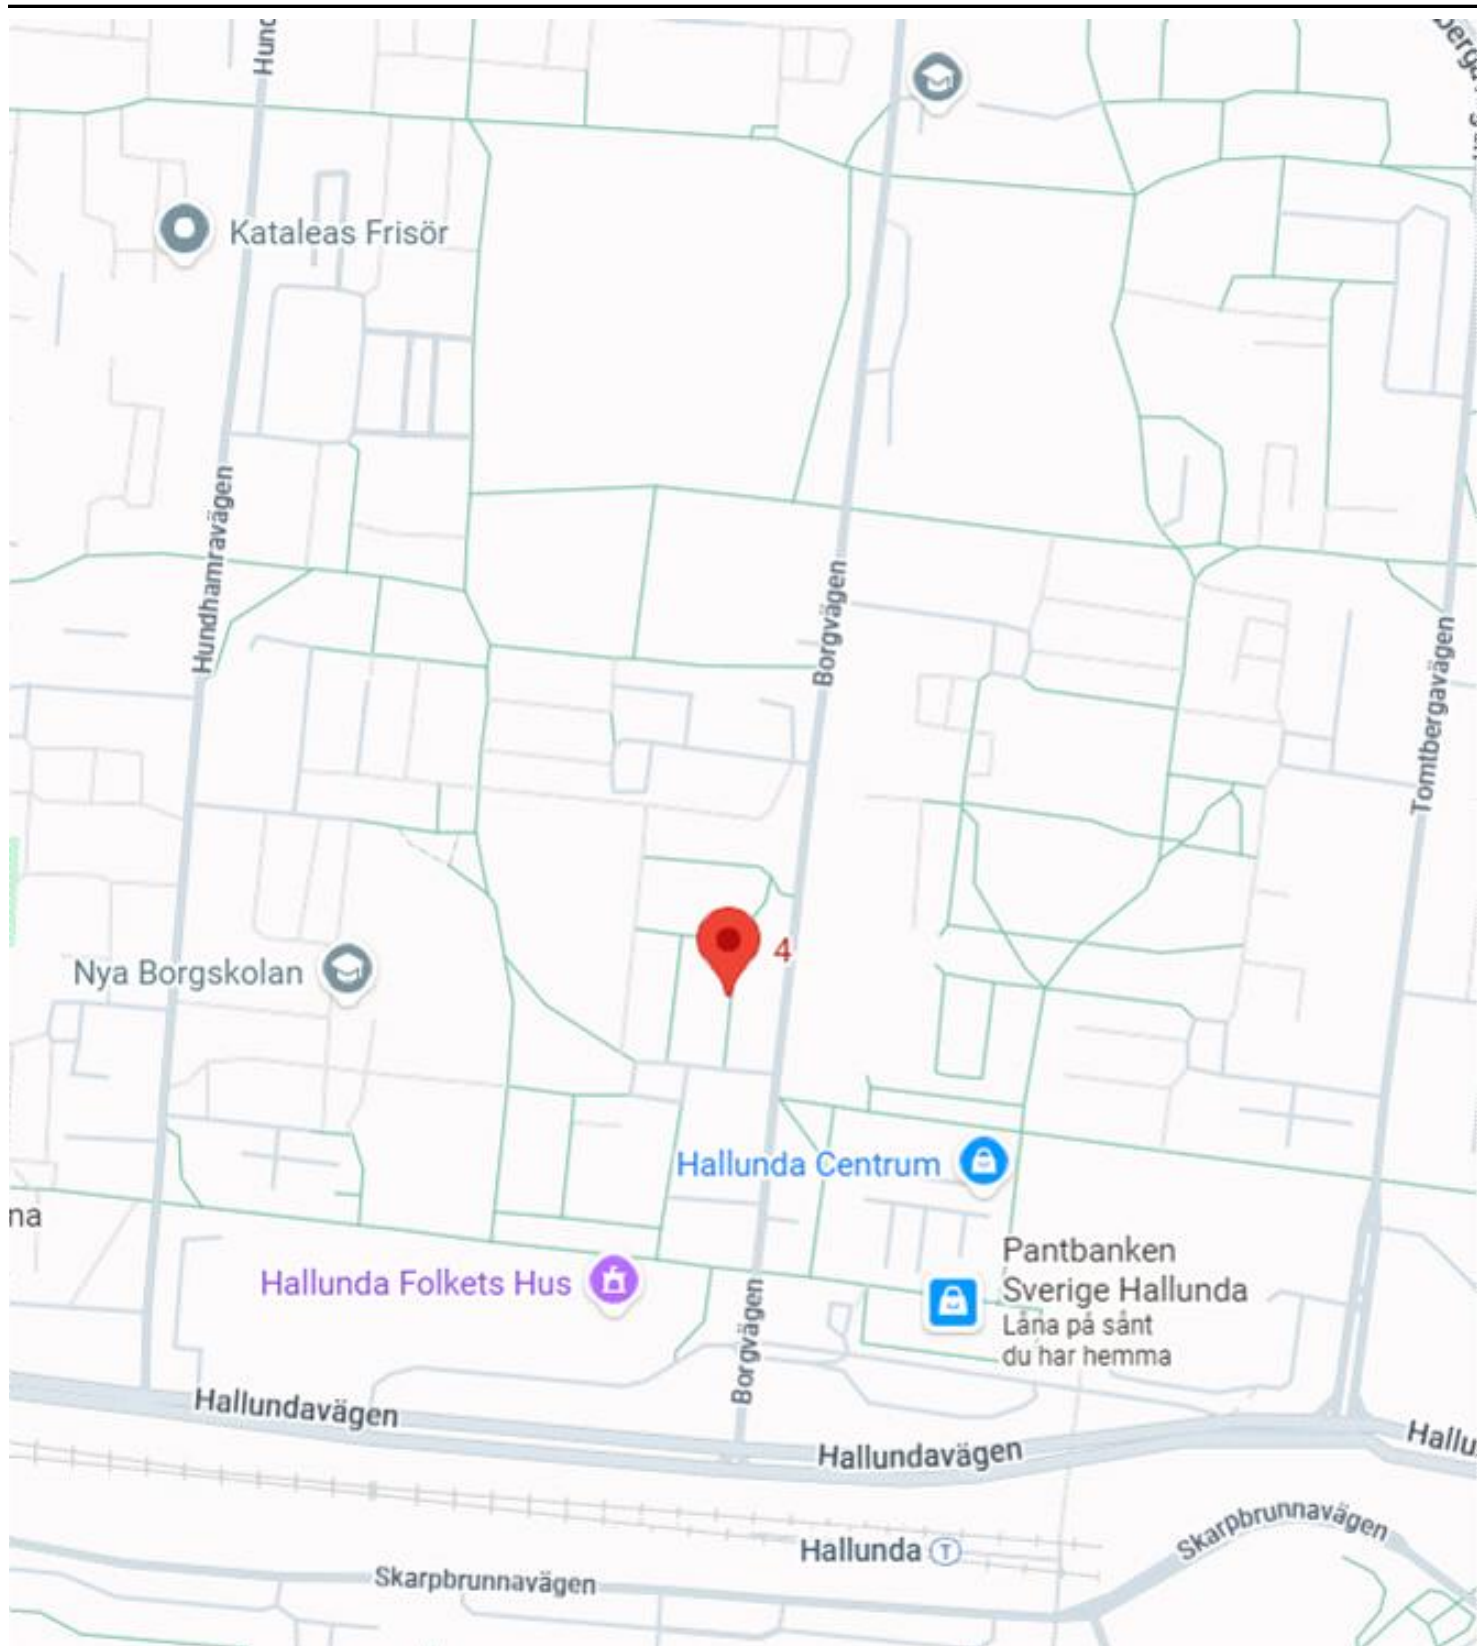 Hund
Kataleas Frisör
Hundhamravägen
Borgvägen
Tomtbergavägen
4
Nya Borgskolan
Hallunda Centrum
na
Pantbanken
Sverige Hallunda
Låna på sånt
du har hemma
Hallunda Folkets Hus
Borgvägen
Hallundavägen
Hallundavägen
Hallu
Hallunda T
Skarpbrunnavägen
Skarpbrunnavägen